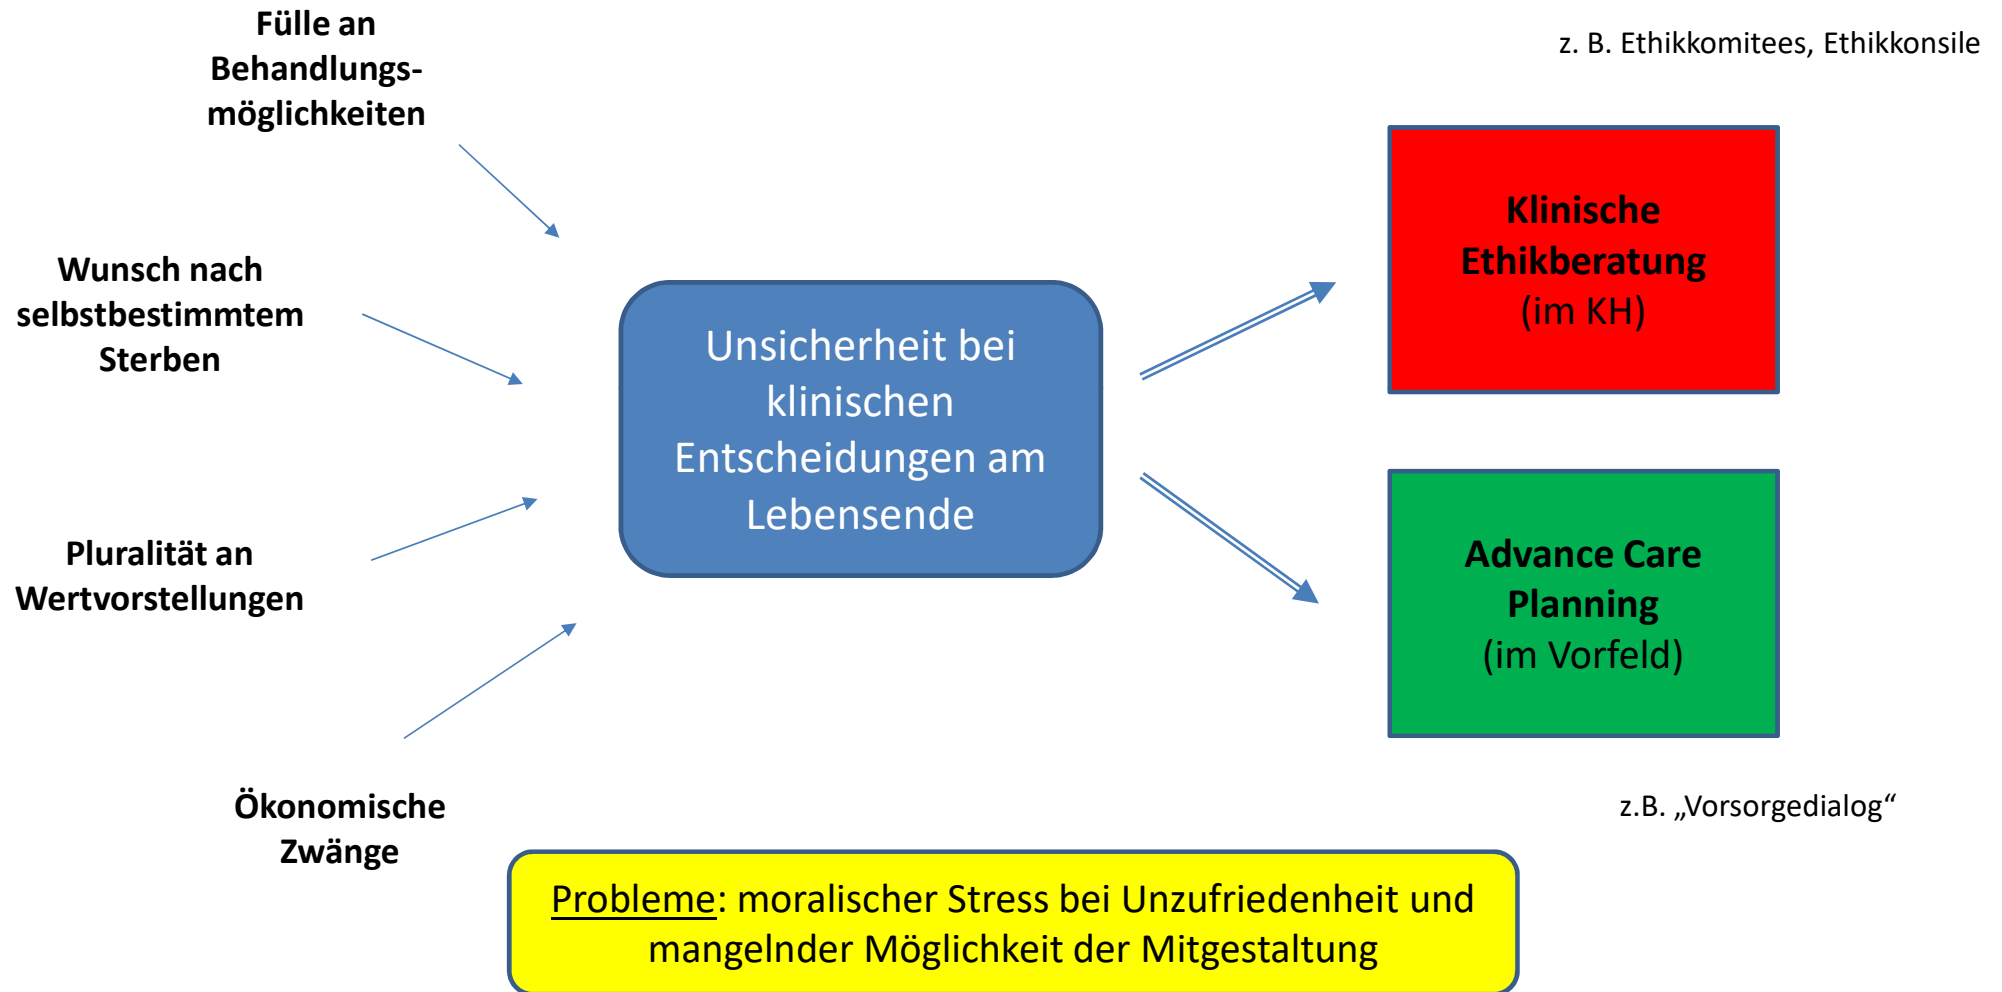 Fülle an
Behandlungs-
möglichkeiten
Wunsch nach
selbstbestimmtem
Sterben
Pluralität an
Wertvorstellungen
Ökonomische
Zwänge
Unsicherheit bei
klinischen
Entscheidungen am
Lebensende
z. B. Ethikkomitees, Ethikkonsile
Klinische
Ethikberatung
(im KH)
Advance Care
Planning
(im Vorfeld)
z.B. „Vorsorgedialog“
Probleme: moralischer Stress bei Unzufriedenheit und
mangelnder Möglichkeit der Mitgestaltung